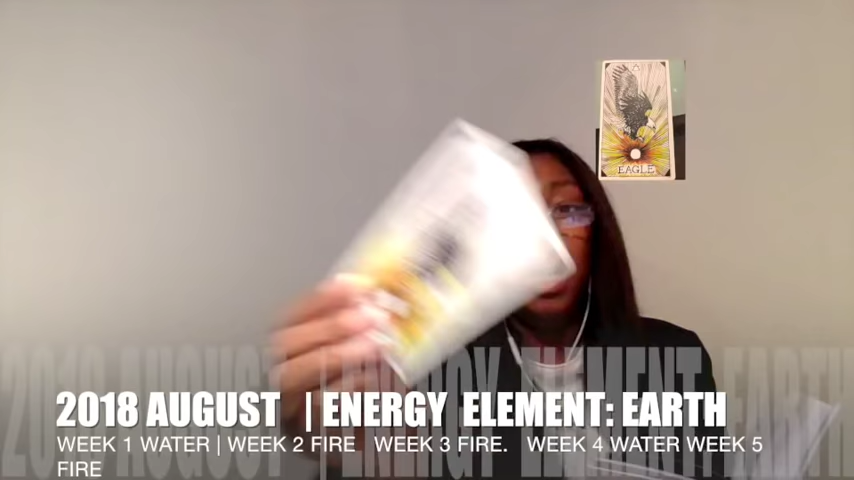 EAGLE
2018 AUGUST | ENERGY ELEMENT: EARTH
WEEK 1 WATER | WEEK 2 FIRE WEEK 3 FIRE. WEEK 4 WATER WEEK 5
FIRE